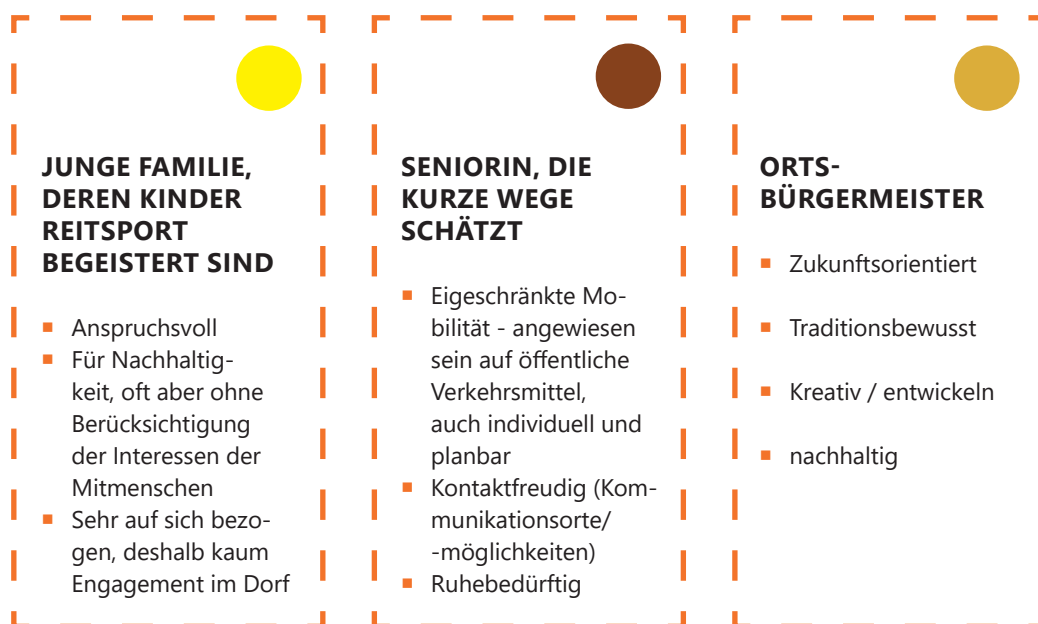 JUNGE FAMILIE,
DEREN KINDER
REITSPORT
BEGEISTERT SIND
Anspruchsvoll
Für Nachhaltig-
keit, oft aber ohne
Berücksichtigung
der Interessen der
Mitmenschen
Sehr auf sich bezo-
gen, deshalb kaum
Engagement im Dorf
SENIORIN, DIE
KURZE WEGE
SCHÄTZT
Eigeschränkte Mo-
bilität - angewiesen
sein auf öffentliche
Verkehrsmittel,
auch individuell und
planbar
Kontaktfreudig (Kom-
munikationsorte/
-möglichkeiten)
Ruhebedürftig
ORTS-
BÜRGERMEISTER
Zukunftsorientiert
Traditionsbewusst
Kreativ / entwickeln
nachhaltig